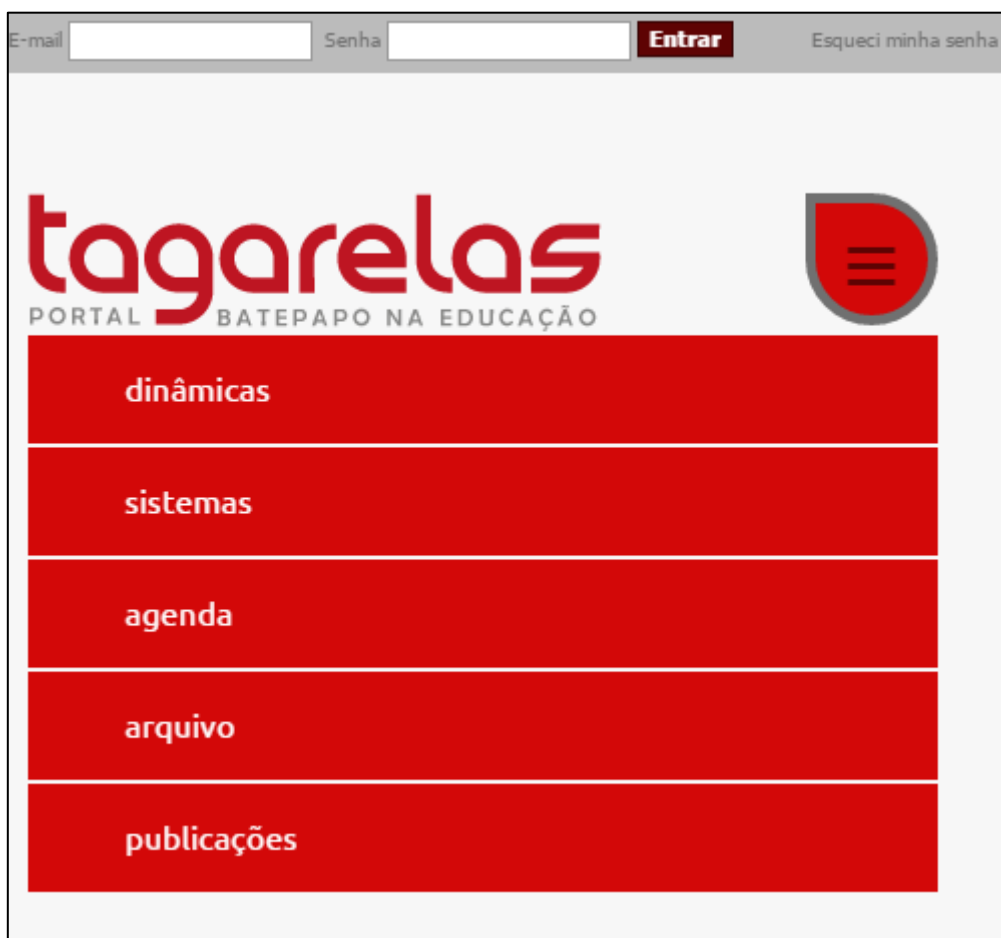 E-mail Senha Entrar Esqueci minha senha
tagarelas
PORTAL BATEPAPO NA EDUCAÇÃO
dinâmicas
sistemas
agenda
arquivo
publicações